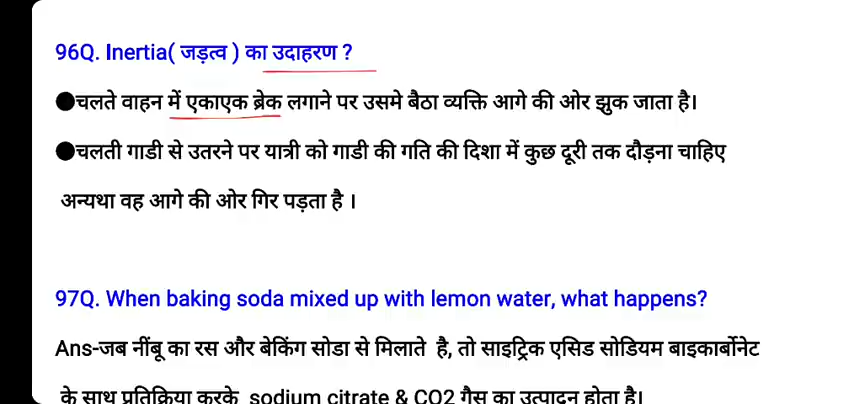 96Q. Inertia( जड़त्व ) का उदाहरण ?
●चलते वाहन में एकाएक ब्रेक लगाने पर उसमे बैठा व्यक्ति आगे की ओर झुक जाता है।
●चलती गाडी से उतरने पर यात्री को गाडी की गति की दिशा में कुछ दूरी तक दौड़ना चाहिए
अन्यथा वह आगे की ओर गिर पड़ता है ।
97Q. When baking soda mixed up with lemon water, what happens?
Ans-जब नींबू का रस और बेकिंग सोडा से मिलाते है, तो साइट्रिक एसिड सोडियम बाइकार्बोनेट
के साथ प्रतिक्रिया करके sodium citrate & CO2 गैस का उत्पादन होता है।